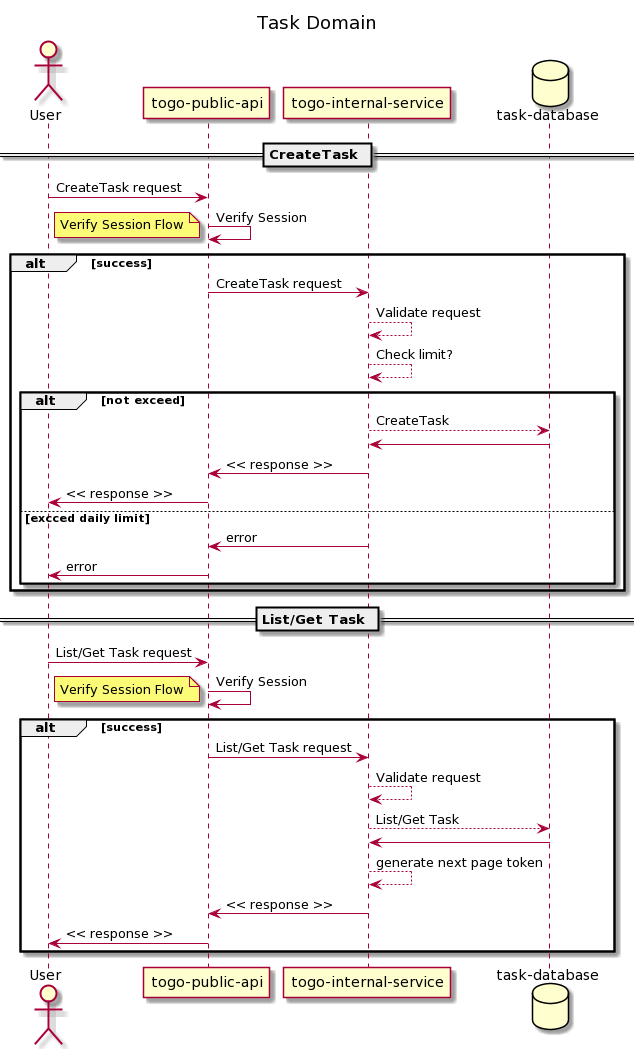 Task Domain
User
togo-public-api
togo-internal-service
task-database
CreateTask
CreateTask request
Verify Session Flow
Verify Session
alt
[success]
CreateTask request
Validate request
Check limit?
alt
[not exceed]
CreateTask
<< response >>
<< response >>
[excced daily limit]
error
error
List/Get Task
List/Get Task request
Verify Session Flow
Verify Session
alt
[success]
List/Get Task request
Validate request
List/Get Task
generate next page token
<< response >>
<< response >>
User
togo-public-api
togo-internal-service
task-database